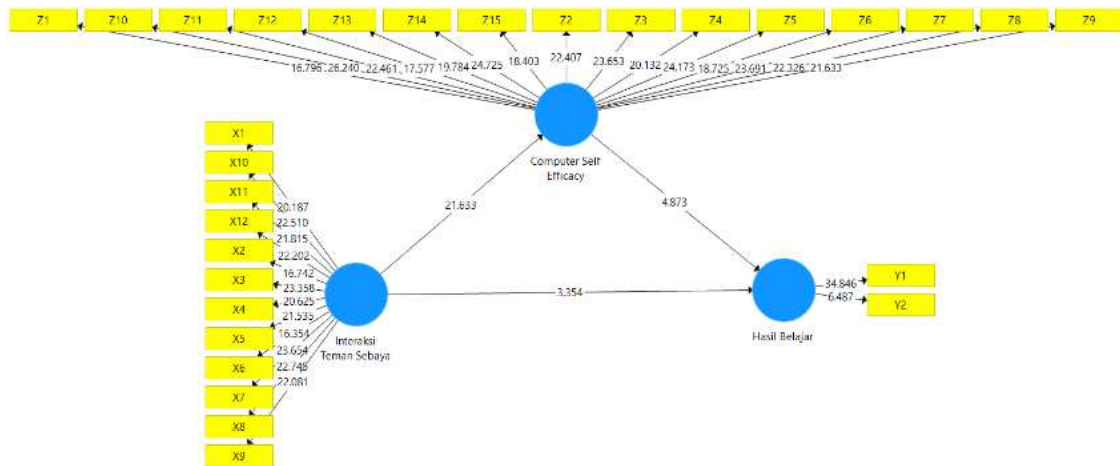 Z1 Z10 Z11 Z12 Z13 Z14 Z15 Z2 Z3 Z4 Z5 Z6 Z7 Z8 Z9
16.796 26.240 22.461 17.577 19.784 24.725 18.403 22.407 23.653 20.132 24.173 18.725 23.691 22.326 21.633
Computer Self
Efficacy
X1
X10
X11
X12
X2
X3
X4
X5
X6
X7
X8
X9
20.187
22.510
21.815
22.202
16.742
23.358
20.625
21.535
16.354
23.654
22.748
22.081
Interaksi
Teman Sebaya
21.633
4.873
3.354
Hasil Belajar
34.846
6.487
Y1
Y2